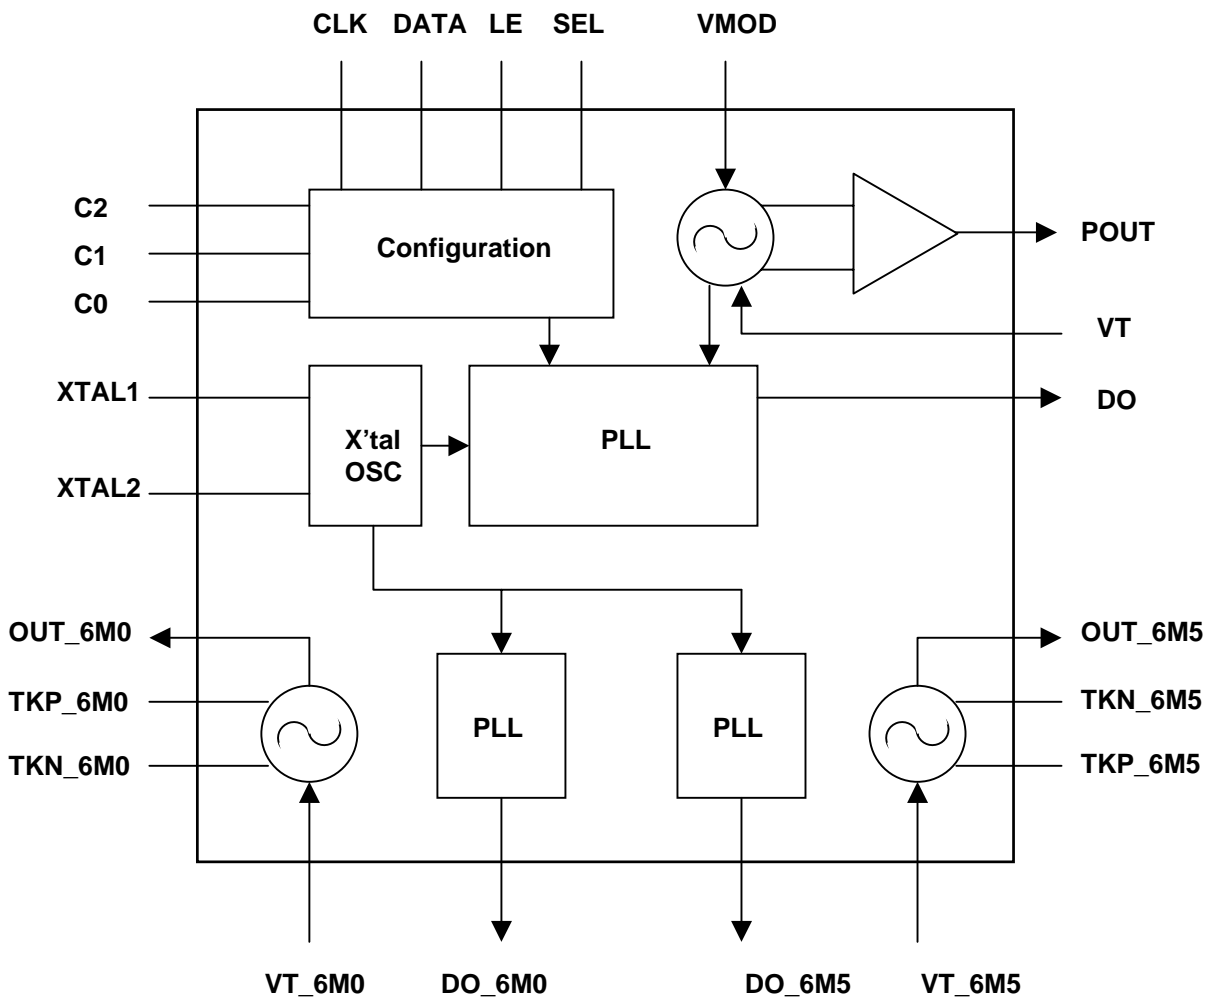 CLK DATA LE SEL VMOD
C2
Configuration
POUT
C1
C0
VT
XTAL1
DO
X’tal
OSC
PLL
XTAL2
OUT_6M0
OUT_6M5
TKP_6M0
TKN_6M5
PLL
PLL
TKN_6M0
TKP_6M5
VT_6M0 DO_6M0 DO_6M5 VT_6M5